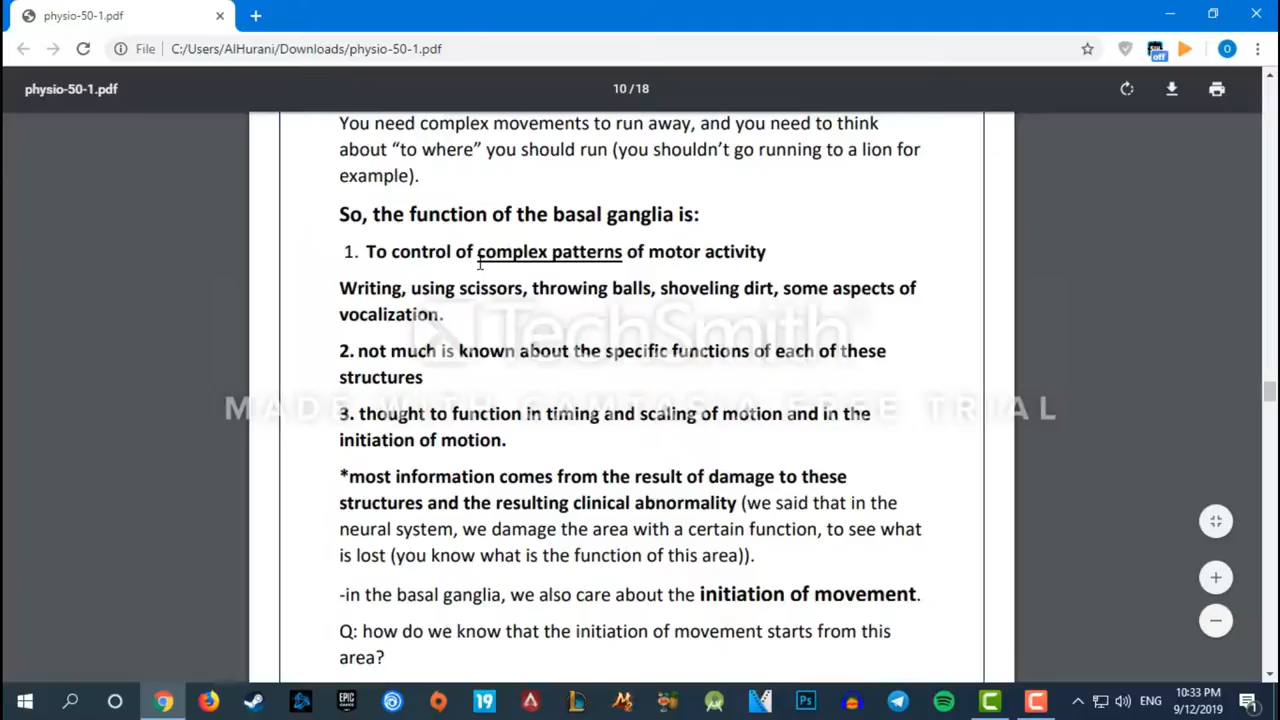 physio-50-1.pdf
File
C:/Users/AlHurani/Downloads/physio-50-1.pdf
off
O
physio-50-1.pdf
10 / 18
You need complex movements to run away, and you need to think
about “to where” you should run (you shouldn’t go running to a lion for
example).
So, the function of the basal ganglia is:
1. To control of complex patterns of motor activity
Writing, using scissors, throwing balls, shoveling dirt, some aspects of
vocalization.
TechSmith
2. not much is known about the specific functions of each of these
structures
MADE WITH CAMTASIA FREE TRIAL
3. thought to function in timing and scaling of motion and in the
initiation of motion.
*most information comes from the result of damage to these
structures and the resulting clinical abnormality (we said that in the
neural system, we damage the area with a certain function, to see what
is lost (you know what is the function of this area)).
-in the basal ganglia, we also care about the initiation of movement.
Q: how do we know that the initiation of movement starts from this
area?
EPIC
GAMES
19
Ps
ENG
10:33 PM
9/12/2019